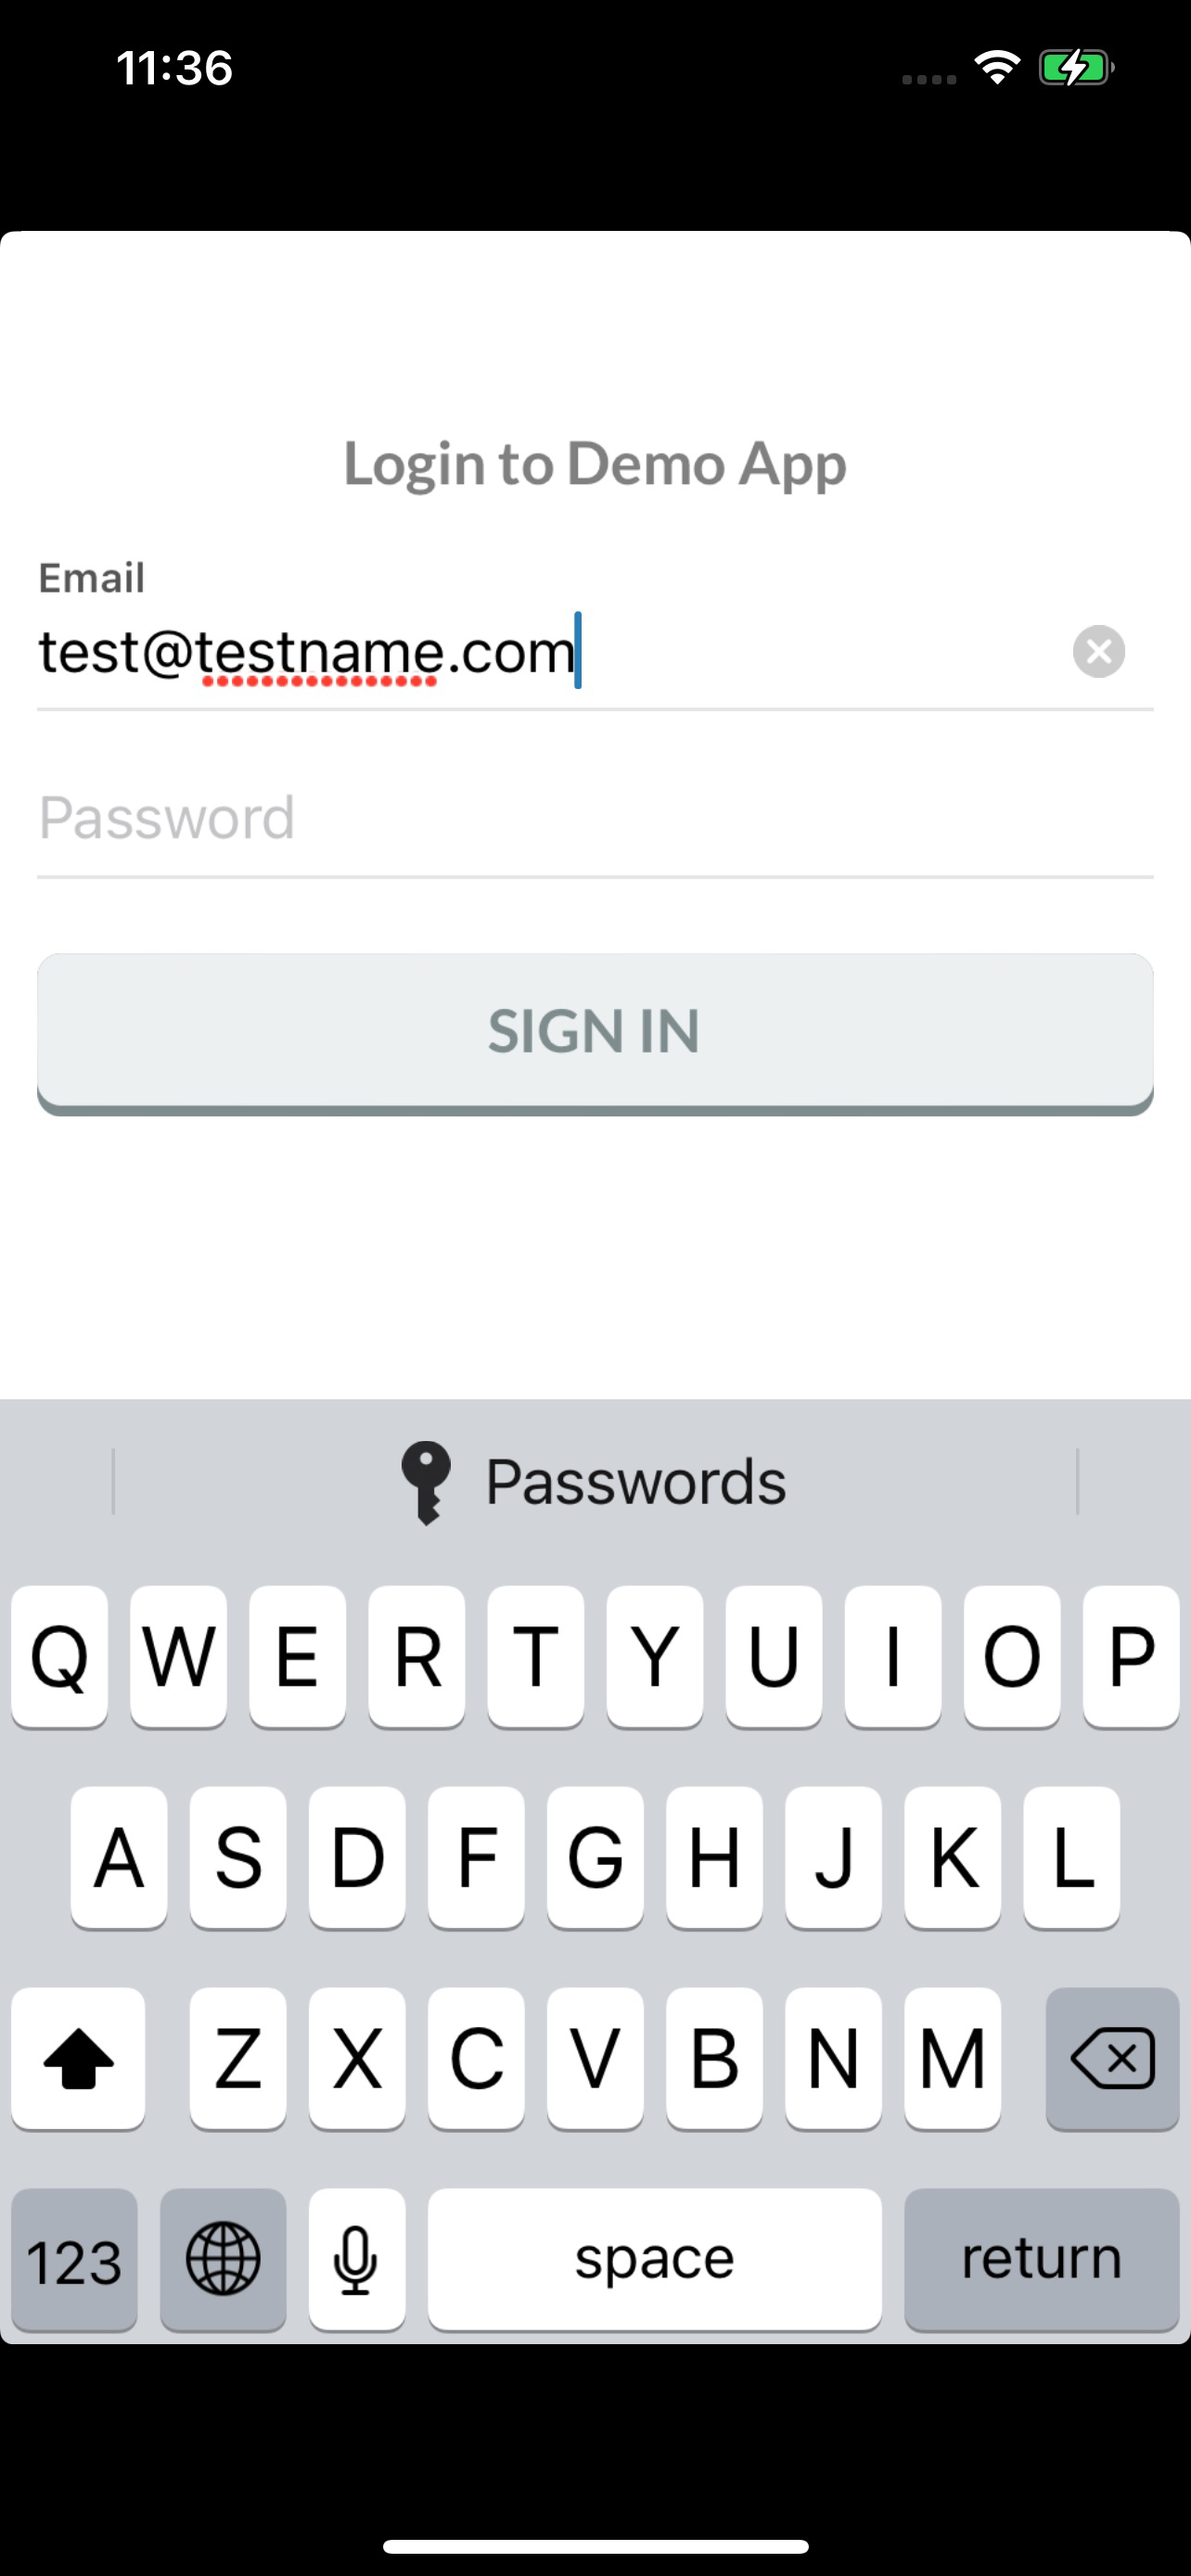 11:36
Login to Demo App
Email
test@testname.com
Password
SIGN IN
Passwords
Q W E R T Y U I O P
A S D F G H J K L
Z X C V B N M
123 space return